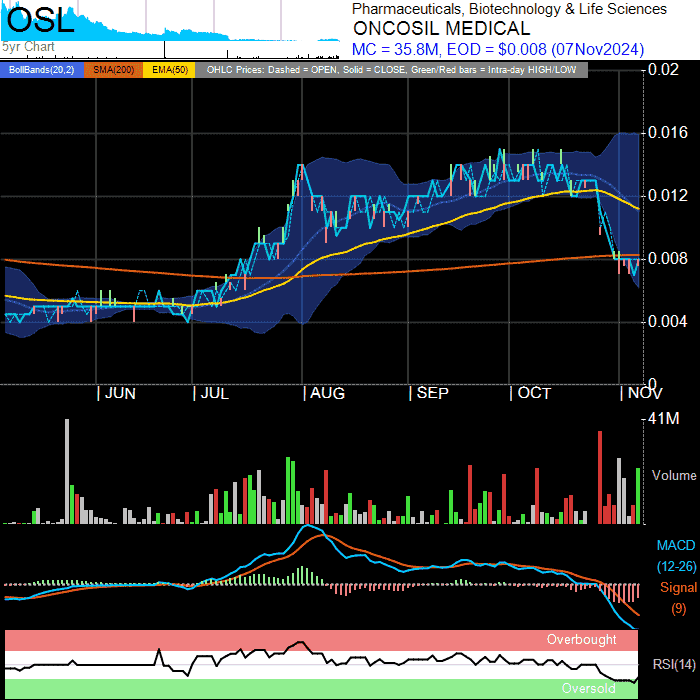 OSL
5yr Chart
Pharmaceuticals, Biotechnology & Life Sciences
ONCOSIL MEDICAL
MC = 35.8M, EOD = $0.008 (07Nov2024)
BollBands(20,2) SMA(200) EMA(50) OHLC Prices: Dashed = OPEN, Solid = CLOSE, Green/Red bars = Intra-day HIGH/LOW
0.02
0.016
0.012
0.008
0.004
0
JUN JUL AUG SEP OCT NOV
41M
Volume
MACD
(12-26)
Signal
(9)
Overbought
RSI(14)
Oversold